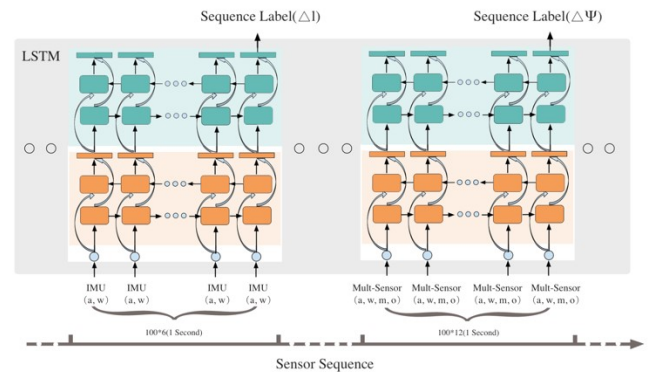 Sequence Label(△l)
Sequence Label(△Ψ)
LSTM
IMU
(a, w)
IMU
(a, w)
IMU
(a, w)
IMU
(a, w)
Mult-Sensor
(a, w, m, o)
Mult-Sensor
(a, w, m, o)
Mult-Sensor
(a, w, m, o)
Mult-Sensor
(a, w, m, o)
100*6(1 Second)
100*12(1 Second)
Sensor Sequence